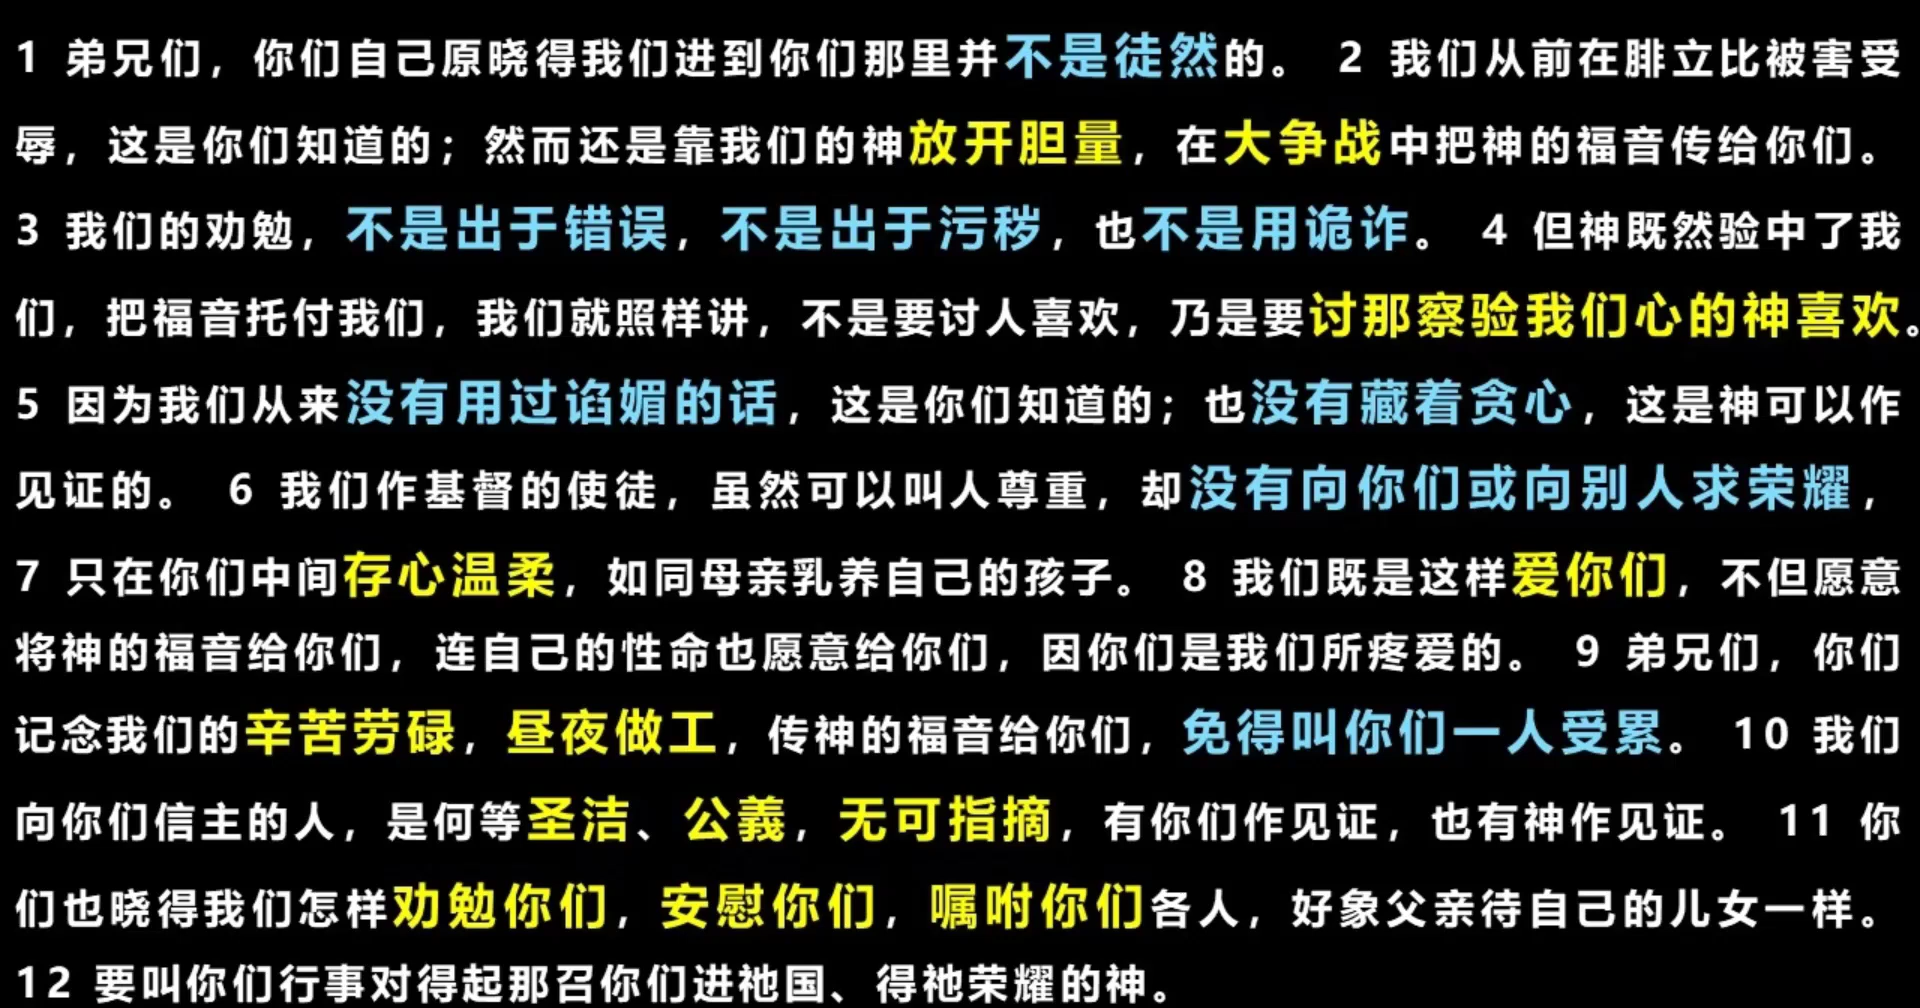 1 弟兄们，你们自己原晓得我们进到你们那里并不是徒然的。 2 我们从前在腓立比被害受
辱，这是你们知道的；然而还是靠我们的神放开胆量，在大争战中把神的福音传给你们。
3 我们的劝勉，不是出于错误，不是出于污秽，也不是用诡诈。 4 但神既然验中了我
们，把福音托付我们，我们就照样讲，不是要讨人喜欢，乃是要讨那察验我们心的神喜欢。
5 因为我们从来没有用过谄媚的话，这是你们知道的；也没有藏着贪心，这是神可以作
见证的。 6 我们作基督的使徒，虽然可以叫人尊重，却没有向你们或向别人求荣耀，
7 只在你们中间存心温柔，如同母亲乳养自己的孩子。 8 我们既是这样爱你们，不但愿意
将神的福音给你们，连自己的性命也愿意给你们，因你们是我们所疼爱的。 9 弟兄们，你们
记念我们的辛苦劳碌，昼夜做工，传神的福音给你们，免得叫你们一人受累。 10 我们
向你们信主的人，是何等圣洁、公義，无可指摘，有你们作见证，也有神作见证。 11 你
们也晓得我们怎样劝勉你们，安慰你们，嘱咐你们各人，好象父亲待自己的儿女一样。
12 要叫你们行事对得起那召你们进祂国、得祂荣耀的神。